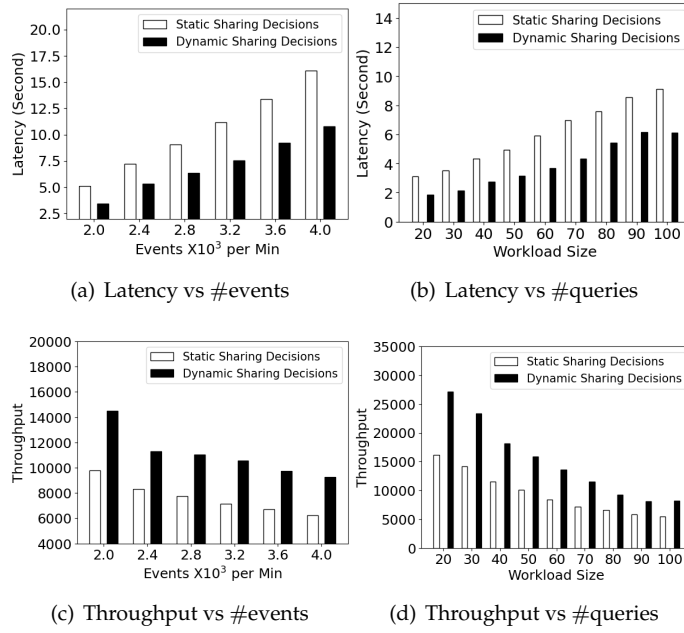 Static Sharing Decisions
Dynamic Sharing Decisions
Latency (Second)
20.0
17.5
15.0
12.5
10.0
7.5
5.0
2.5
2.0 2.4 2.8 3.2 3.6 4.0
Events X10³ per Min
(a) Latency vs #events
Static Sharing Decisions
Dynamic Sharing Decisions
Latency (Second)
14
12
10
8
6
4
2
0
20 30 40 50 60 70 80 90 100
Workload Size
(b) Latency vs #queries
Static Sharing Decisions
Dynamic Sharing Decisions
Throughput
20000
18000
16000
14000
12000
10000
8000
6000
4000
2.0 2.4 2.8 3.2 3.6 4.0
Events X10³ per Min
(c) Throughput vs #events
Static Sharing Decisions
Dynamic Sharing Decisions
Throughput
35000
30000
25000
20000
15000
10000
5000
0
20 30 40 50 60 70 80 90 100
Workload Size
(d) Throughput vs #queries